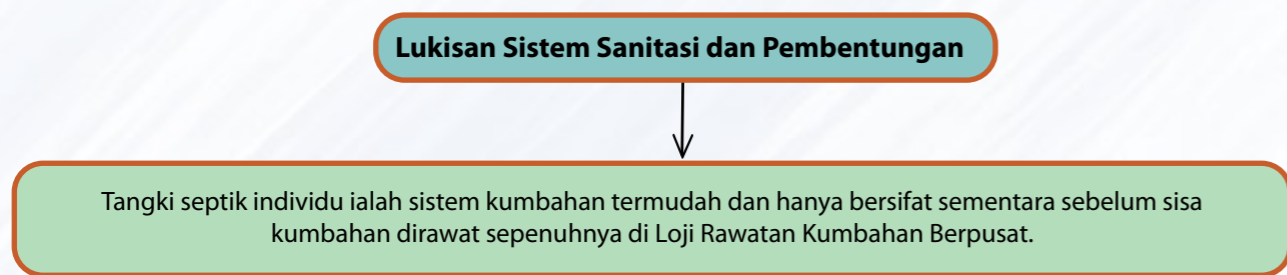 Lukisan Sistem Sanitasi dan Pembentungan
Tangki septik individu ialah sistem kumbahan termudah dan hanya bersifat sementara sebelum sisa
kumbahan dirawat sepenuhnya di Loji Rawatan Kumbahan Berpusat.